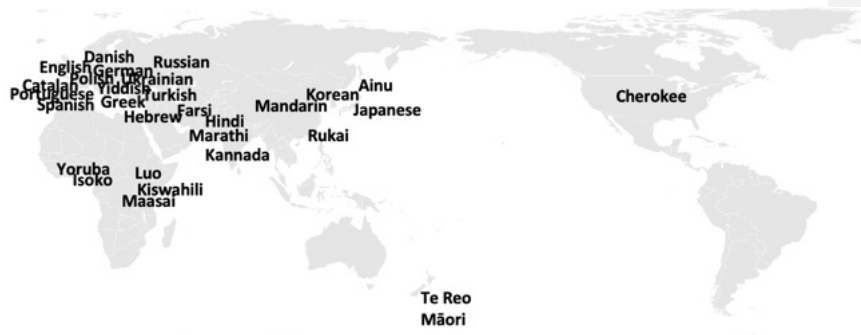 Danish
Russian
English
German
Polish
Ukrainian
Catalan
Yiddish
Turkish
Portuguese
Spanish
Greek
Hebrew
Farsi
Hindi
Marathi
Kannada
Mandarin
Korean
Ainu
Japanese
Rukai
Cherokee
Yoruba
Isoko
Luo
Kiswahili
Maasai
Te Reo
Māori